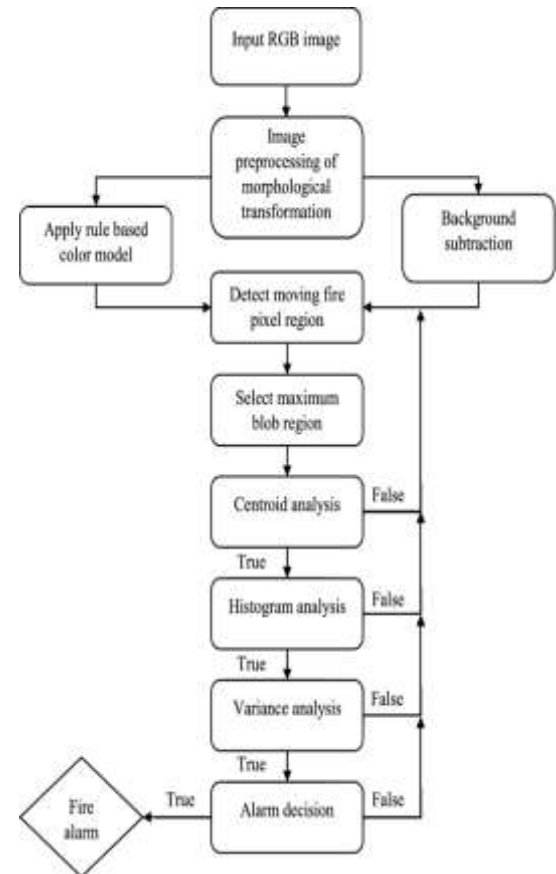 Input RGB image
Image
preprocessing of
morphological
transformation
Apply rule based
color model
Background
subtraction
Detect moving fire
pixel region
Select maximum
blob region
Centroid analysis
False
True
Histogram analysis
False
True
Variance analysis
False
True
Fire
alarm
True
Alarm decision
False